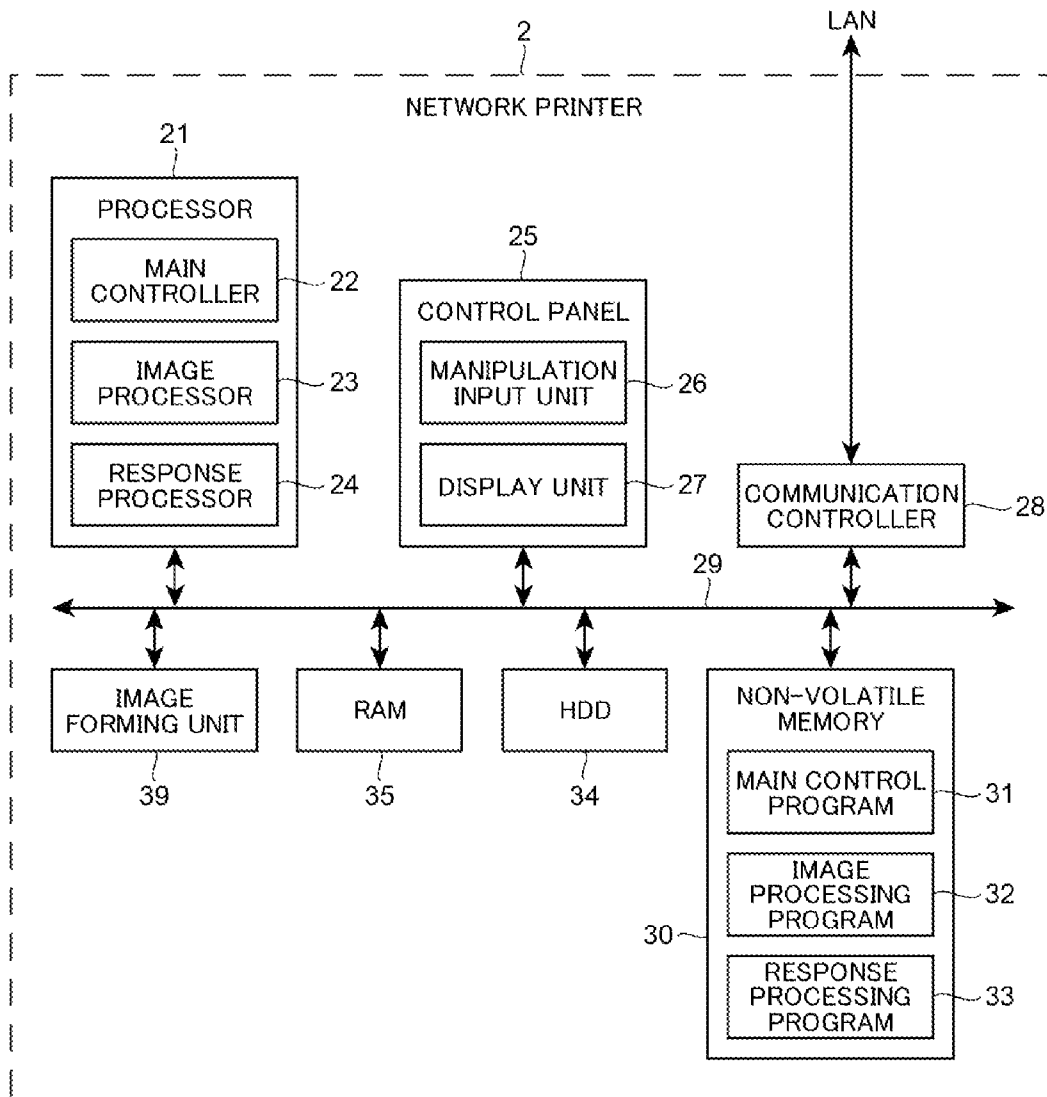 2
LAN
NETWORK PRINTER
21
PROCESSOR
MAIN
CONTROLLER
22
IMAGE
PROCESSOR
23
RESPONSE
PROCESSOR
24
25
CONTROL PANEL
MANIPULATION
INPUT UNIT
26
DISPLAY UNIT
27
COMMUNICATION
CONTROLLER
28
29
IMAGE
FORMING UNIT
39
RAM
35
HDD
34
NON-VOLATILE
MEMORY
MAIN CONTROL
PROGRAM
31
IMAGE
PROCESSING
PROGRAM
32
30
RESPONSE
PROCESSING
PROGRAM
33